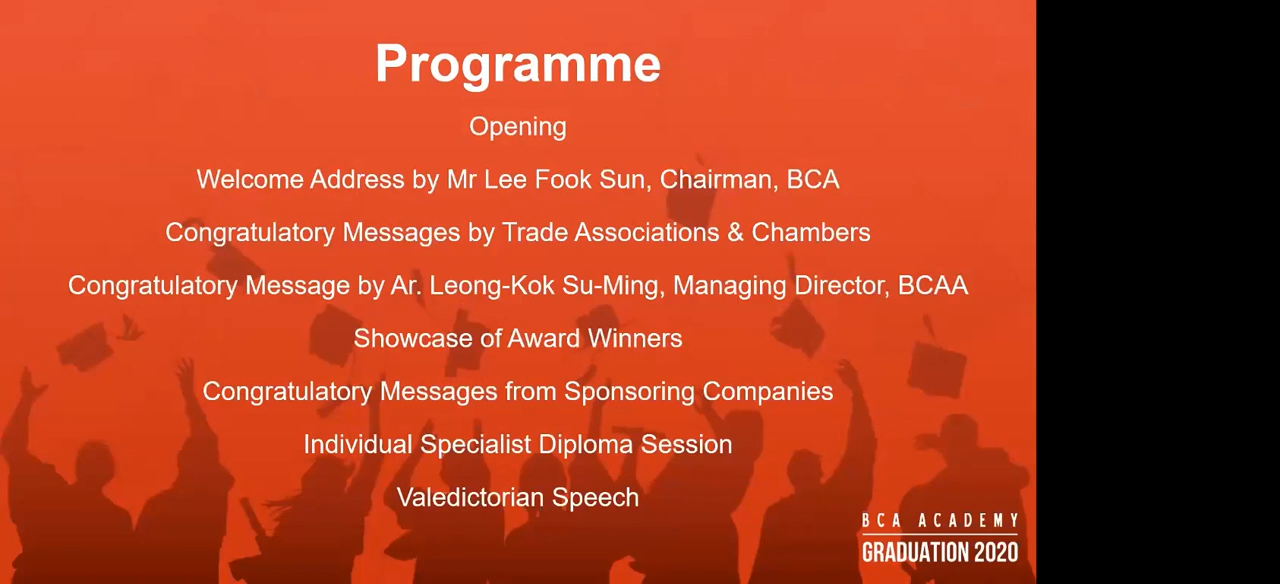 Programme
Opening
Welcome Address by Mr Lee Fook Sun, Chairman, BCA
Congratulatory Messages by Trade Associations & Chambers
Congratulatory Message by Ar. Leong-Kok Su-Ming, Managing Director, BCAA
Showcase of Award Winners
Congratulatory Messages from Sponsoring Companies
Individual Specialist Diploma Session
Valedictorian Speech
BCA ACADEMY
GRADUATION 2020